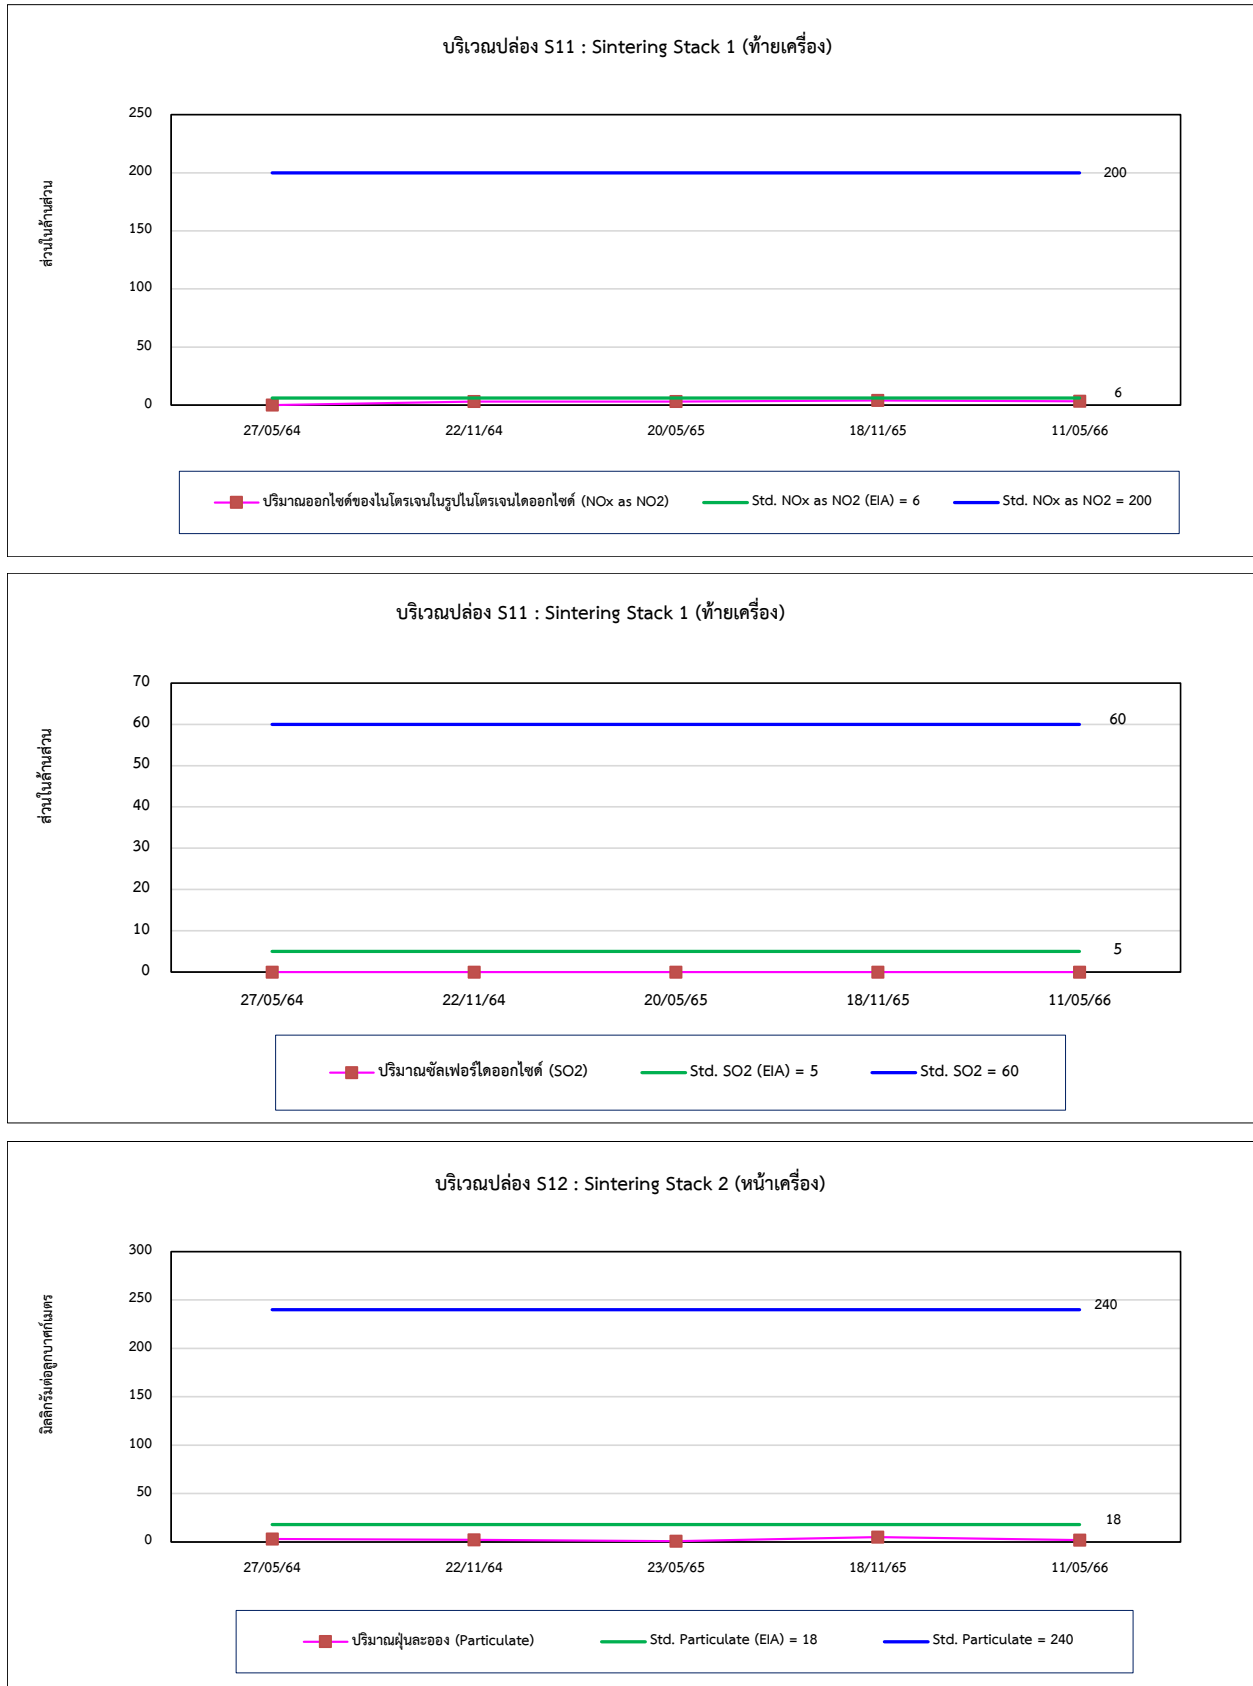 บริเวณปล่อง S11 : Sintering Stack 1 (ท้ายเครื่อง)
ส่วนในล้านส่วน
250
200
150
100
50
0
200
6
27/05/64 22/11/64 20/05/65 18/11/65 11/05/66
ปริมาณออกไซด์ของไนโตรเจนในรูปไนโตรเจนไดออกไซด์ (NOx as NO2) Std. NOx as NO2 (EIA) = 6 Std. NOx as NO2 = 200
บริเวณปล่อง S11 : Sintering Stack 1 (ท้ายเครื่อง)
ส่วนในล้านส่วน
70
60
50
40
30
20
10
0
60
5
27/05/64 22/11/64 20/05/65 18/11/65 11/05/66
ปริมาณซัลเฟอร์ไดออกไซด์ (SO2) Std. SO2 (EIA) = 5 Std. SO2 = 60
บริเวณปล่อง S12 : Sintering Stack 2 (หน้าเครื่อง)
มิลลิกรัมต่อลูกบาศก์เมตร
300
250
200
150
100
50
0
240
18
27/05/64 22/11/64 23/05/65 18/11/65 11/05/66
ปริมาณฝุ่นละออง (Particulate) Std. Particulate (EIA) = 18 Std. Particulate = 240